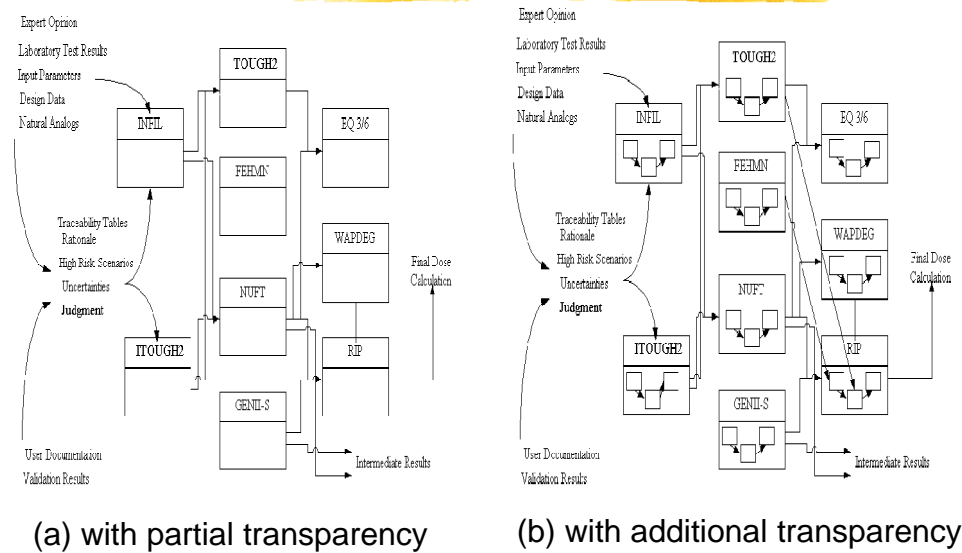 Expert Opinion
Laboratory Test Results
Input Parameters
Design Data
Natural Analogs
INFIL
TOUGH2
EQ 3/6
FEHMN
Traceability Tables
Rationale
High Risk Scenarios
Uncertainties
Judgment
WAPDEG
NUFT
Final Dose
Calculation
ITOUGH2
RIP
GENII-S
User Documentation
Validation Results
Intermediate Results
(a) with partial transparency
Expert Opinion
Laboratory Test Results
Input Parameters
Design Data
Natural Analogs
INFIL
TOUGH2
EQ 3/6
FEHMN
Traceability Tables
Rationale
High Risk Scenarios
Uncertainties
Judgment
WAPDEG
NUFT
Final Dose
Calculation
ITOUGH2
RIP
GENII-S
User Documentation
Validation Results
Intermediate Results
(b) with additional transparency